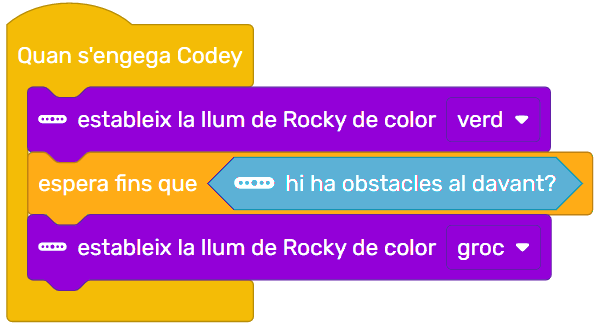 Quan s'engega Codey
estableix la llum de Rocky de color verd
espera fins que hi ha obstacles al davant?
estableix la llum de Rocky de color groc